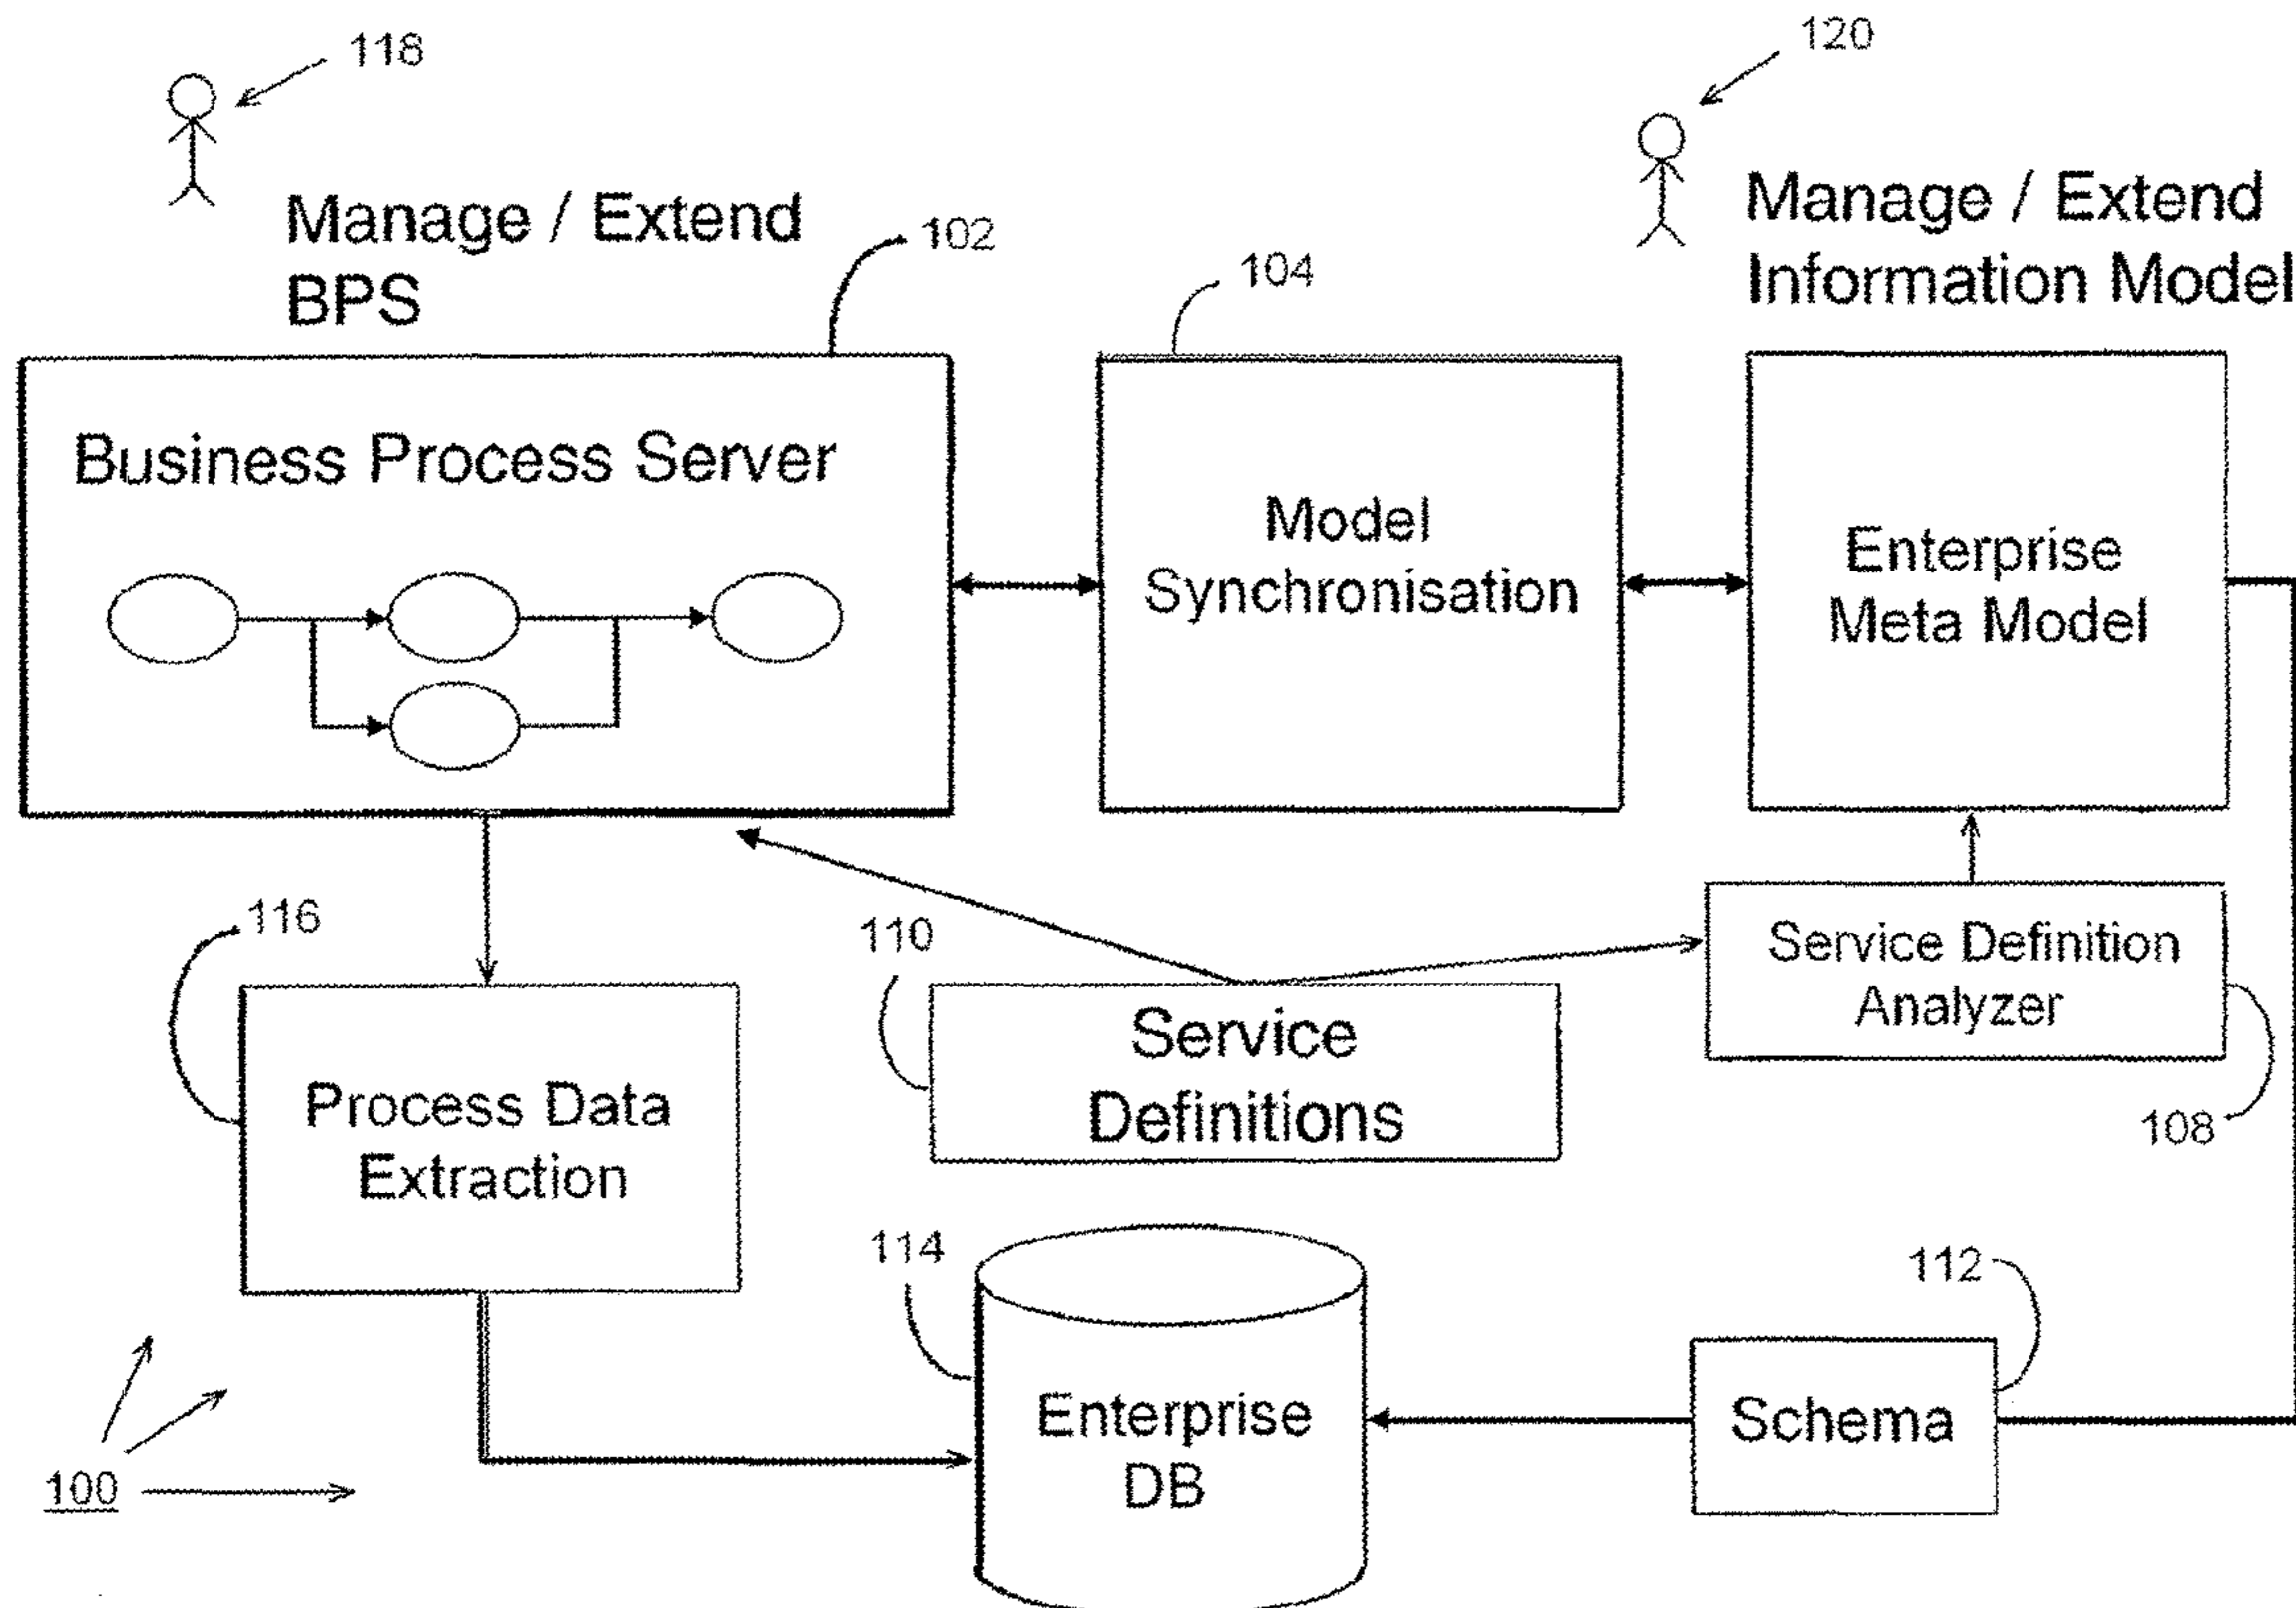 118
120
Manage / Extend
BPS
102
104
Manage / Extend
Information Model
Business Process Server
Model
Synchronisation
Enterprise
Meta Model
116
110
Service Definition
Analyzer
108
Process Data
Extraction
Service
Definitions
114
112
Enterprise
DB
Schema
100